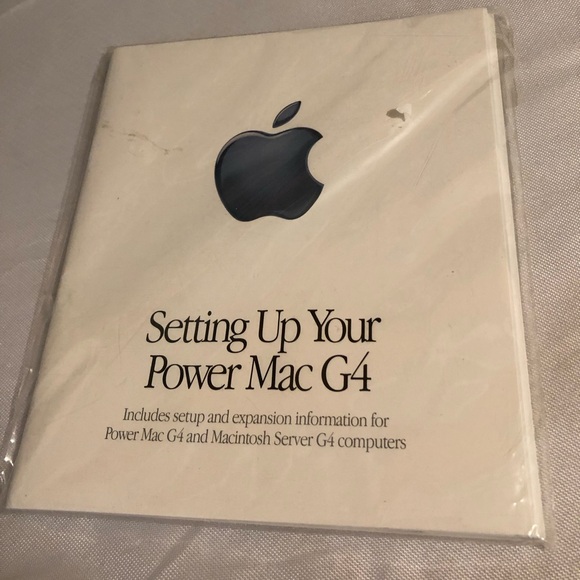 Setting Up Your
Power Mac G4
Includes setup and expansion information for
Power Mac G4 and Macintosh Server G4 computers